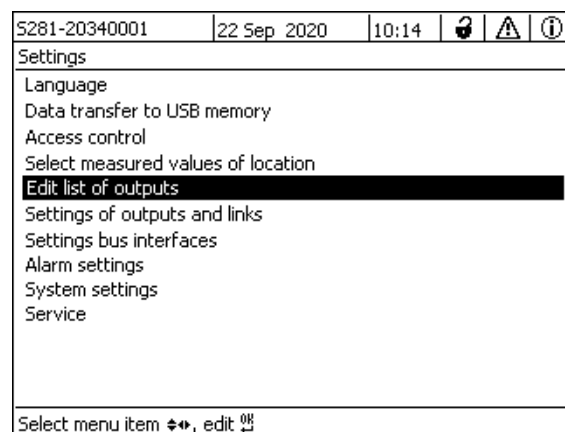 S281-20340001 22 Sep 2020 10:14
Settings
Language
Data transfer to USB memory
Access control
Select measured values of location
Edit list of outputs
Settings of outputs and links
Settings bus interfaces
Alarm settings
System settings
Service
Select menu item , edit OK